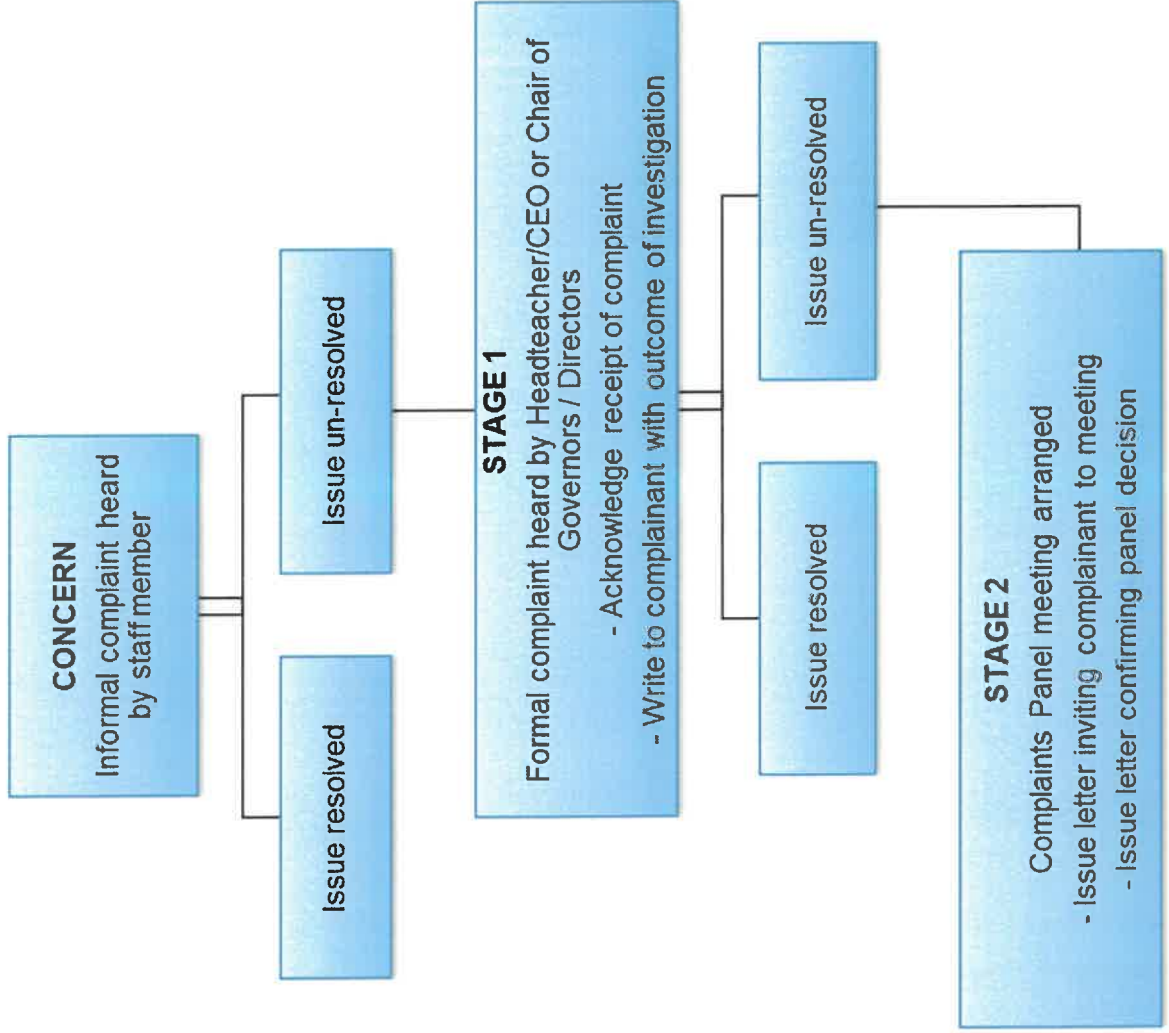 CONCERN
Informal complaint heard
by staff member
Issue resolved
Issue un-resolved
STAGE 1
Formal complaint heard by Headteacher/CEO or Chair of
Governors / Directors
- Acknowledge receipt of complaint
- Write to complainant with outcome of investigation
Issue resolved
Issue un-resolved
STAGE 2
Complaints Panel meeting arranged
- Issue letter inviting complainant to meeting
- Issue letter confirming panel decision